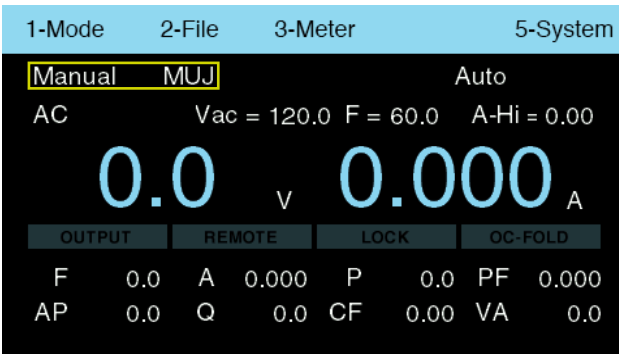 1-Mode 2-File 3-Meter 5-System
Manual MUJ Auto
AC Vac = 120.0 F = 60.0 A-Hi = 0.00
0.0 V 0.000 A
OUTPUT REMOTE LOCK OC-FOLD
F 0.0 A 0.000 P 0.0 PF 0.000
AP 0.0 Q 0.0 CF 0.00 VA 0.0